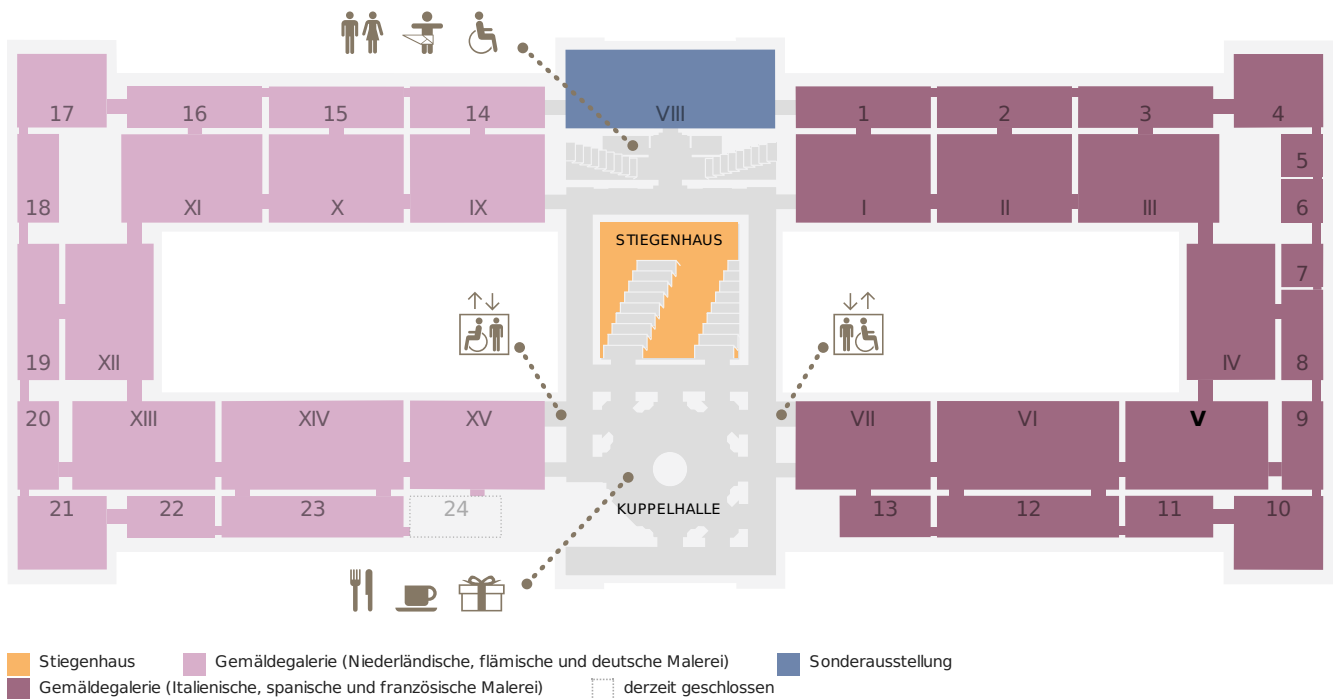 17 16 15 14 VIII 1 2 3 4
5
18 XI X IX I II III 6
STIEGENHAUS
7
19 XII IV 8
20 XIII XIV XV VII VI V 9
21 22 23 24 KUPPELHALLE 13 12 11 10
Stiegenhaus Gemäldegalerie (Niederländische, flämische und deutsche Malerei) Sonderausstellung
Gemäldegalerie (Italienische, spanische und französische Malerei) derzeit geschlossen